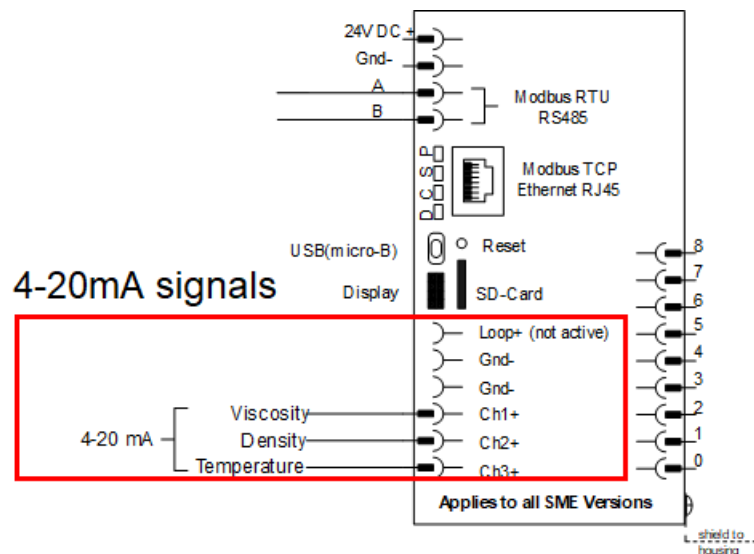 24V DC +
Gnd-
A
B
Modbus RTU
RS485
P
S
C
D
Modbus TCP
Ethernet RJ45
USB(micro-B)
Reset
Display
SD-Card
8
7
6
5
4
3
2
1
0
4-20mA signals
Loop+ (not active)
Gnd-
Gnd-
Viscosity
Ch1+
4-20 mA
Density
Ch2+
Temperature
Ch3+
Applies to all SME Versions
shield to
housing